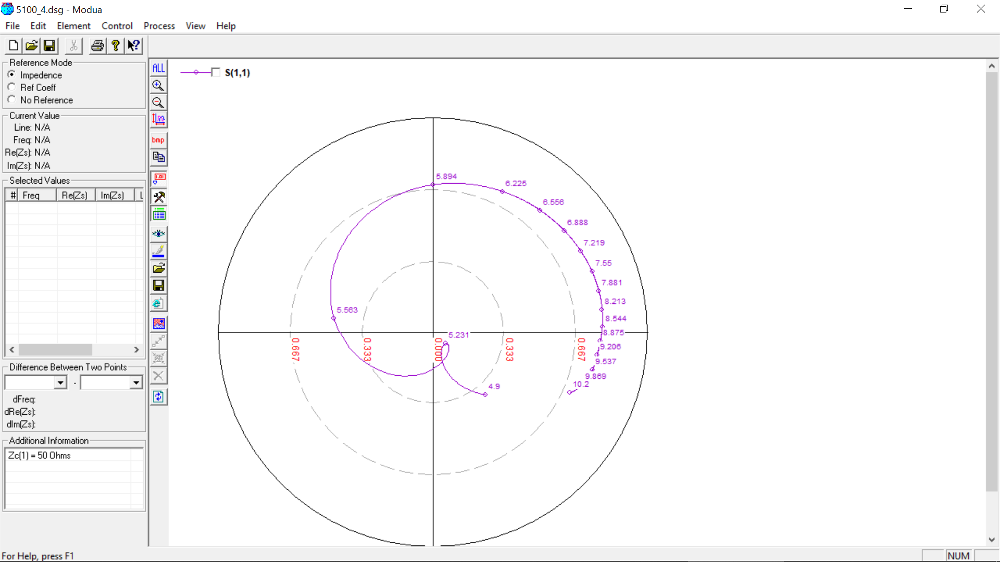 5100_4.dsg - Modua
File Edit Element Control Process View Help
Reference Mode
Impedence
Ref Coeff
No Reference
Current Value
Line: N/A
Freq: N/A
Re(Zs): N/A
Im(Zs): N/A
Selected Values
# Freq Re(Zs) Im(Zs) L
Difference Between Two Points
-
dFreq:
dRe(Zs):
dIm(Zs):
Additional Information
Zc(1) = 50 Ohms
ALL
bmp
1.01
S(1,1)
5.894
6.225
6.556
6.888
7.219
7.55
7.881
8.213
8.544
8.875
9.206
9.537
9.869
10.2
5.563
5.231
4.9
0.667
0.333
0.000
0.333
0.667
For Help, press F1
NUM